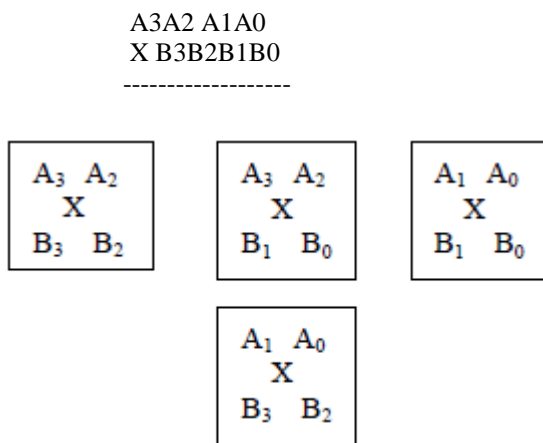 A3A2 A1A0
X B3B2B1B0
-------------------
A₃ A₂
X
B₃ B₂
A₃ A₂
X
B₁ B₀
A₁ A₀
X
B₁ B₀
A₁ A₀
X
B₃ B₂